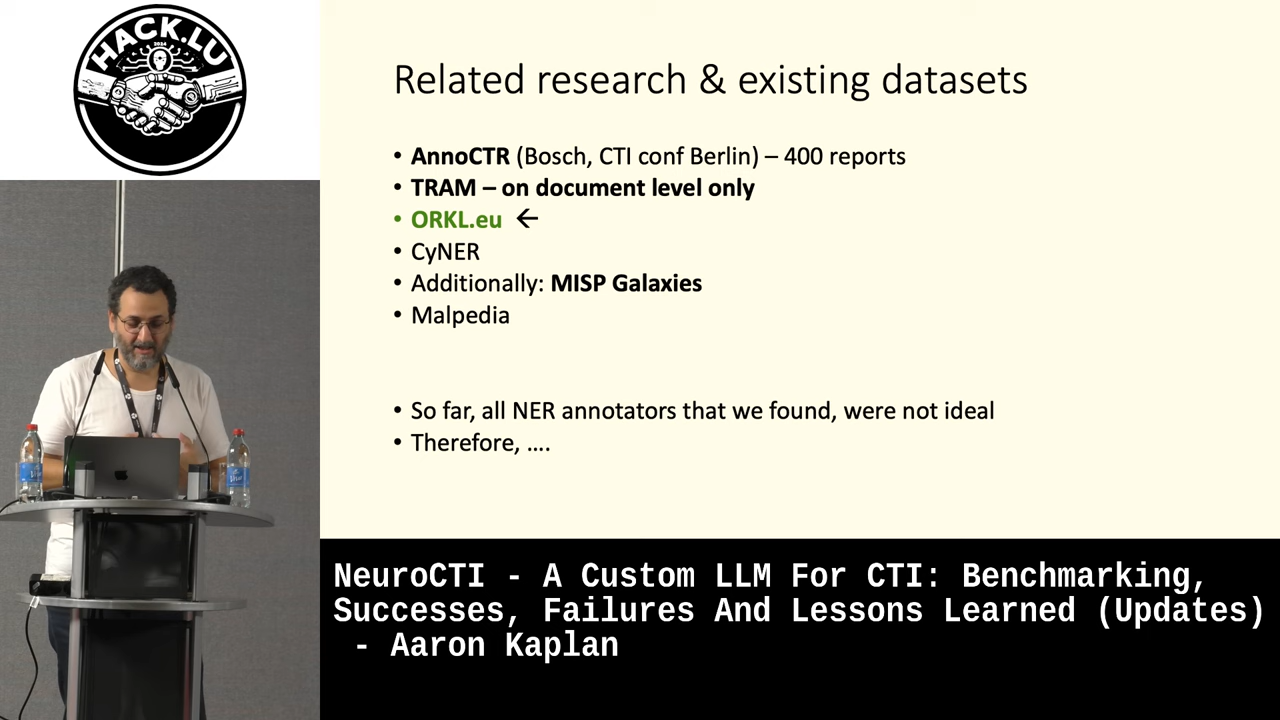 HACK.LU
2024
Related research & existing datasets
• AnnoCTR (Bosch, CTI conf Berlin) – 400 reports
• TRAM – on document level only
• ORKL.eu ←
• CyNER
• Additionally: MISP Galaxies
• Malpedia
• So far, all NER annotators that we found, were not ideal
• Therefore, ….
NeuroCTI - A Custom LLM For CTI: Benchmarking,
Successes, Failures And Lessons Learned (Updates)
- Aaron Kaplan